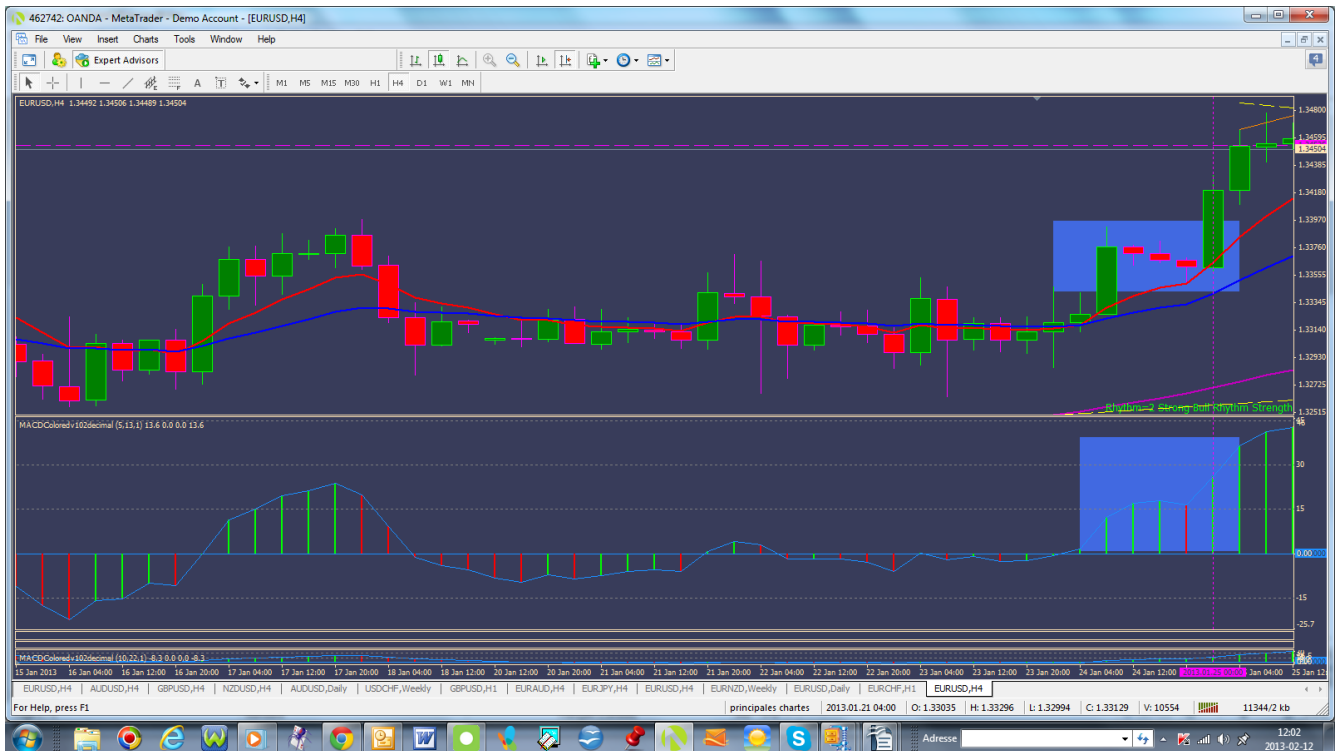 462742: OANDA - MetaTrader - Demo Account - [EURUSD,H4]
File View Insert Charts Tools Window Help
Expert Advisors
4
A T M1 M5 M15 M30 H1 H4 D1 W1 MN
EURUSD,H4 1.34492 1.34506 1.34489 1.34504
1.34800
1.34595
1.34504
1.34385
1.34180
1.33970
1.33760
1.33555
1.33345
1.33140
1.32930
1.32725
Rhythm=2 Strong Bull Rhythm Strength
1.32515
MACDColoredv102decimal (5,13,1) 13.6 0.0 0.0 13.6
30
15
0.00
-15
-25.7
MACDColoredv102decimal (10,22,1) -8.3 0.0 0.0 -8.3
15 Jan 2013 16 Jan 04:00 16 Jan 12:00 16 Jan 20:00 17 Jan 04:00 17 Jan 12:00 17 Jan 20:00 18 Jan 04:00 18 Jan 12:00 18 Jan 20:00 20 Jan 20:00 21 Jan 04:00 21 Jan 12:00 21 Jan 20:00 22 Jan 04:00 22 Jan 12:00 22 Jan 20:00 23 Jan 04:00 23 Jan 12:00 23 Jan 20:00 24 Jan 04:00 24 Jan 12:00 Jan 04:00 25 Jan 12:
EURUSD,H4 AUDUSD,H4 GBPUSD,H4 NZDUSD,H4 AUDUSD,Daily USDCHF,Weekly GBPUSD,H1 EURAUD,H4 EURJPY,H4 EURUSD,H4 EURNZD,Weekly EURUSD,Daily EURCHF,H1 EURUSD,H4
For Help, press F1 principales chartes 2013.01.21 04:00 O: 1.33035 H: 1.33296 L: 1.32994 C: 1.33129 V: 10554 11344/2 kb
Adresse 12:02
2013-02-12